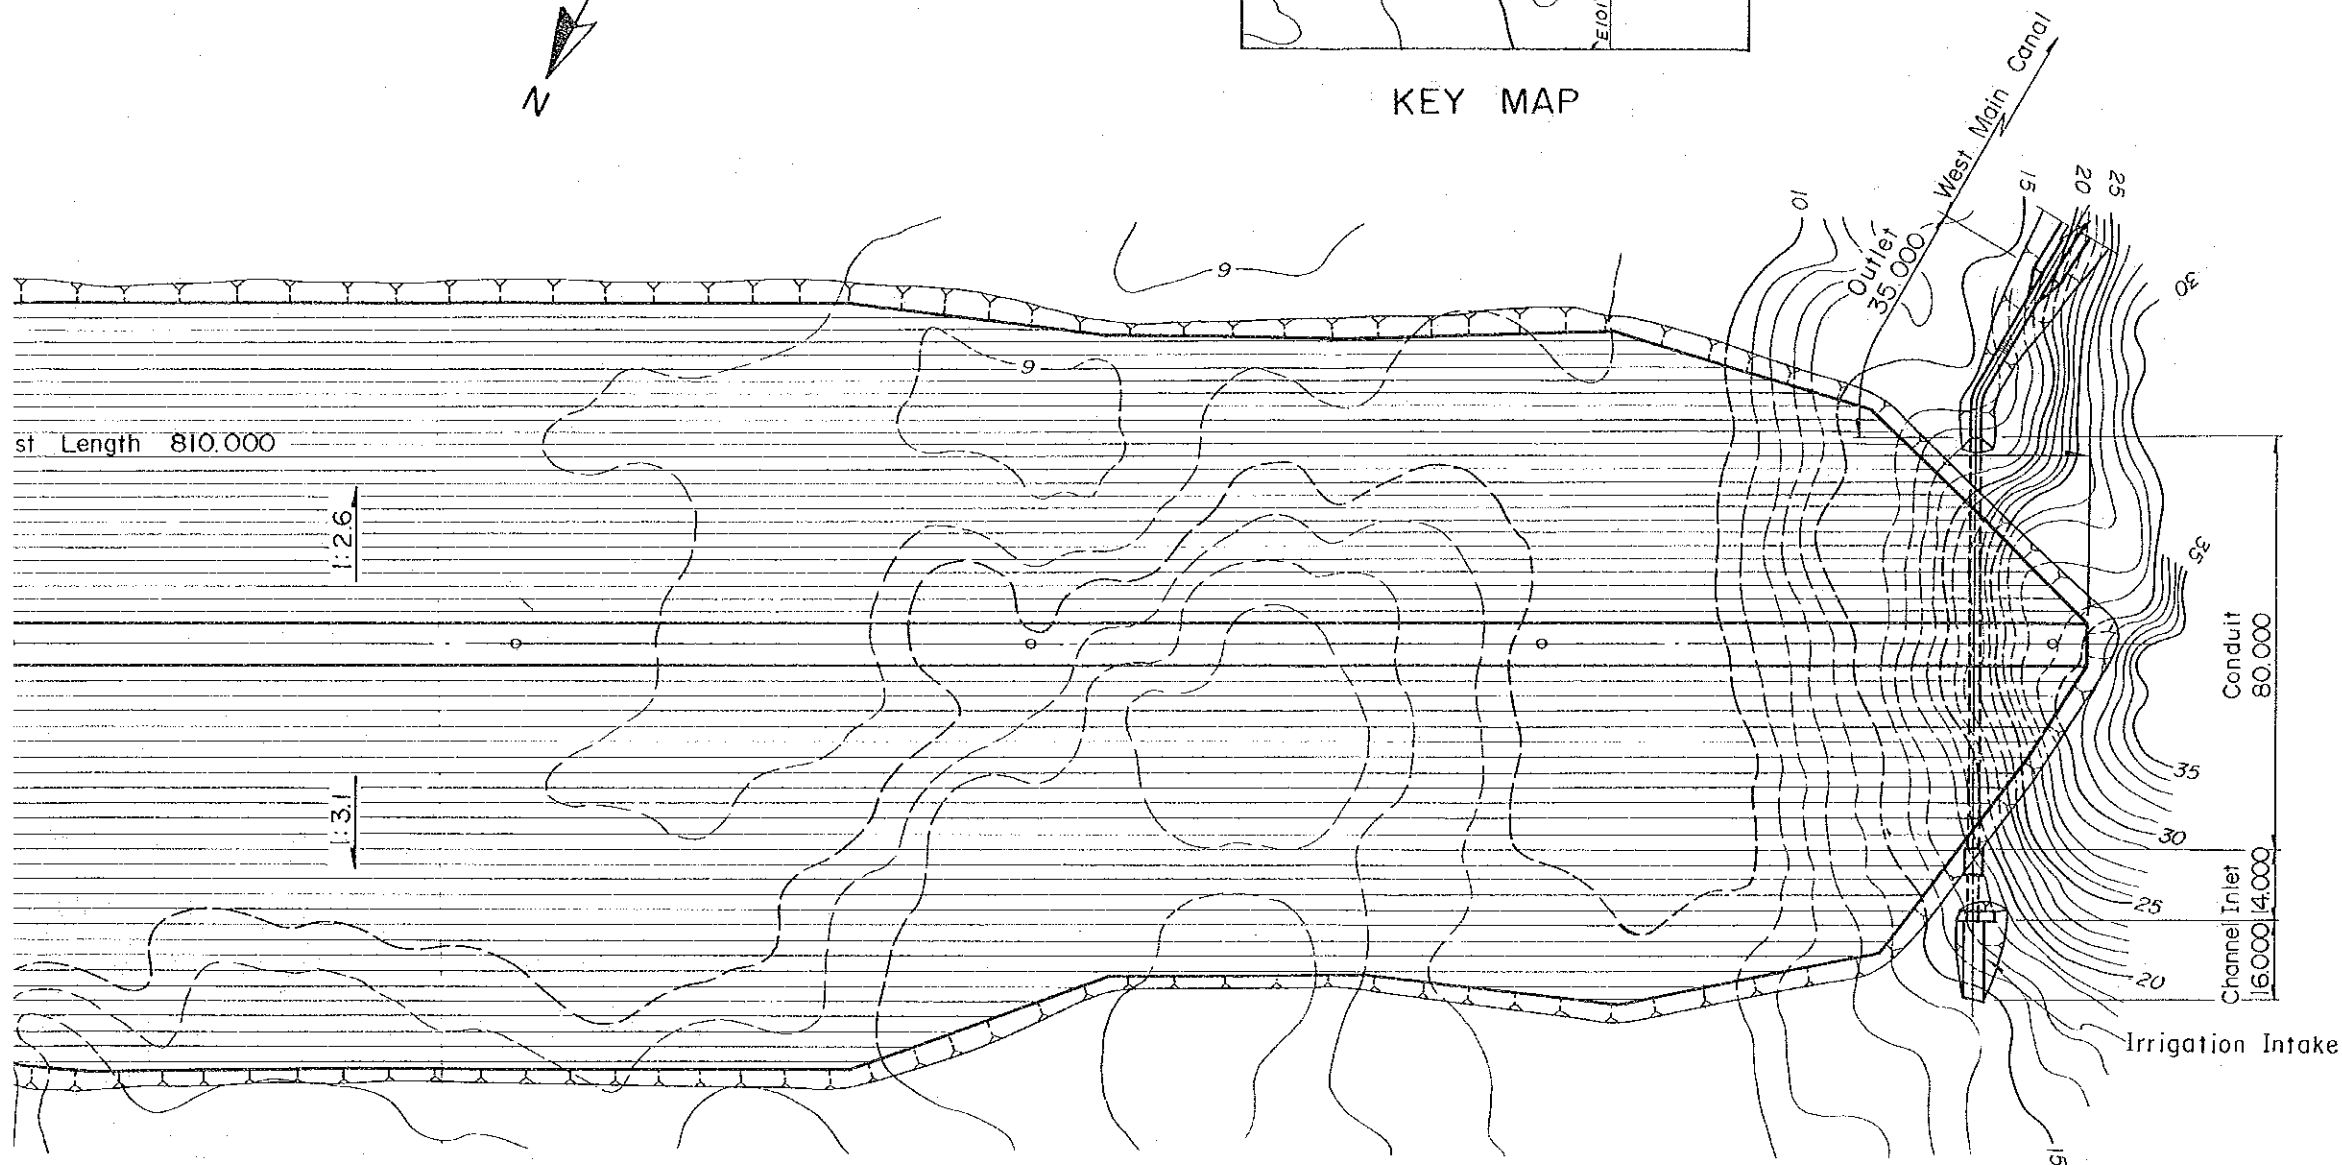 E101
N
KEY MAP
West Main Canal
Outlet
35.000
10
15
20
25
30
9
9
st Length 810.000
1:2.6
35
Conduit
80.000
1:3.1
35
30
25
20
Channel Inlet
16.000 14.000
Irrigation Intake
15